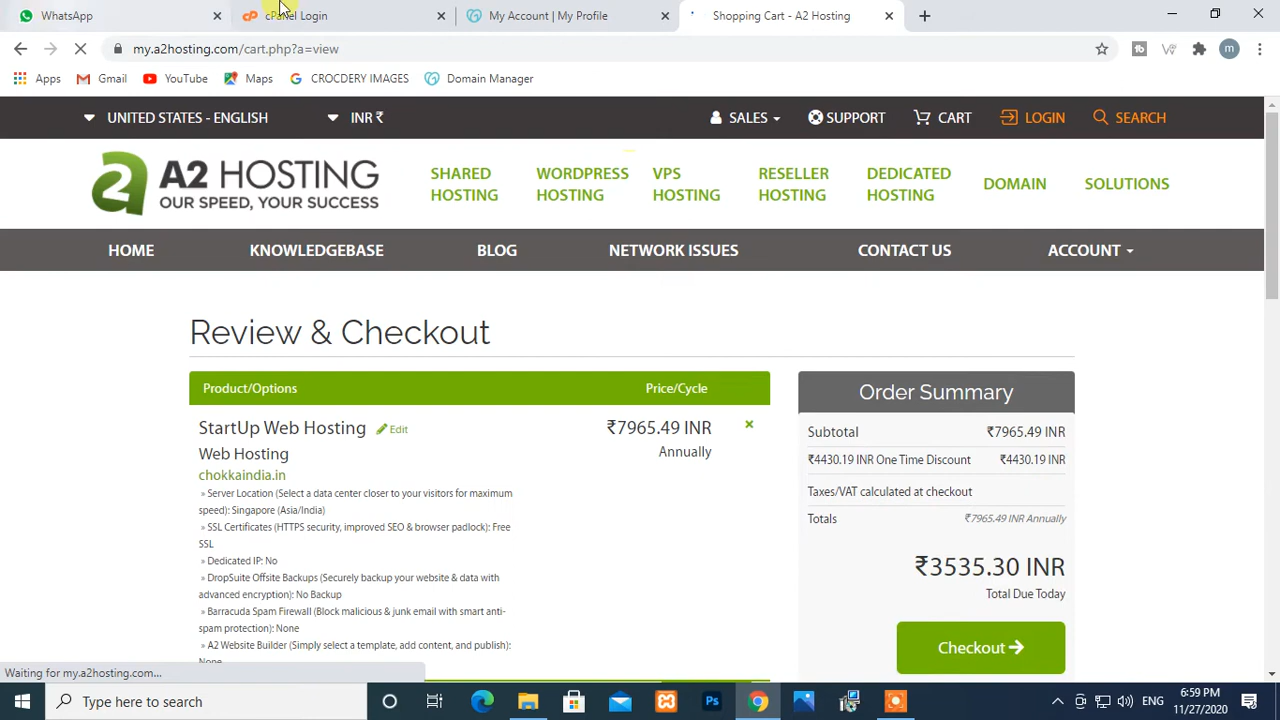 WhatsApp
cPanel Login
My Account | My Profile
Shopping Cart - A2 Hosting
my.a2hosting.com/cart.php?a=view
m
Apps
Gmail
YouTube
Maps
CROCDERY IMAGES
Domain Manager
UNITED STATES - ENGLISH
INR ₹
SALES
SUPPORT
CART
LOGIN
SEARCH
A2 HOSTING
OUR SPEED, YOUR SUCCESS
SHARED HOSTING
WORDPRESS HOSTING
VPS HOSTING
RESELLER HOSTING
DEDICATED HOSTING
DOMAIN
SOLUTIONS
HOME
KNOWLEDGEBASE
BLOG
NETWORK ISSUES
CONTACT US
ACCOUNT
Review & Checkout
Product/Options
Price/Cycle
StartUp Web Hosting
Edit
₹7965.49 INR
Web Hosting
Annually
chokkaindia.in
» Server Location (Select a data center closer to your visitors for maximum
speed): Singapore (Asia/India)
» SSL Certificates (HTTPS security, improved SEO & browser padlock): Free
SSL
» Dedicated IP: No
» DropSuite Offsite Backups (Securely backup your website & data with
advanced encryption): No Backup
» Barracuda Spam Firewall (Block malicious & junk email with smart anti-
spam protection): None
» A2 Website Builder (Simply select a template, add content, and publish):
None
Order Summary
Subtotal ₹7965.49 INR
₹4430.19 INR One Time Discount ₹4430.19 INR
Taxes/VAT calculated at checkout
Totals ₹7965.49 INR Annually
₹3535.30 INR
Total Due Today
Checkout
Waiting for my.a2hosting.com...
Type here to search
Ps
ENG
6:59 PM
11/27/2020